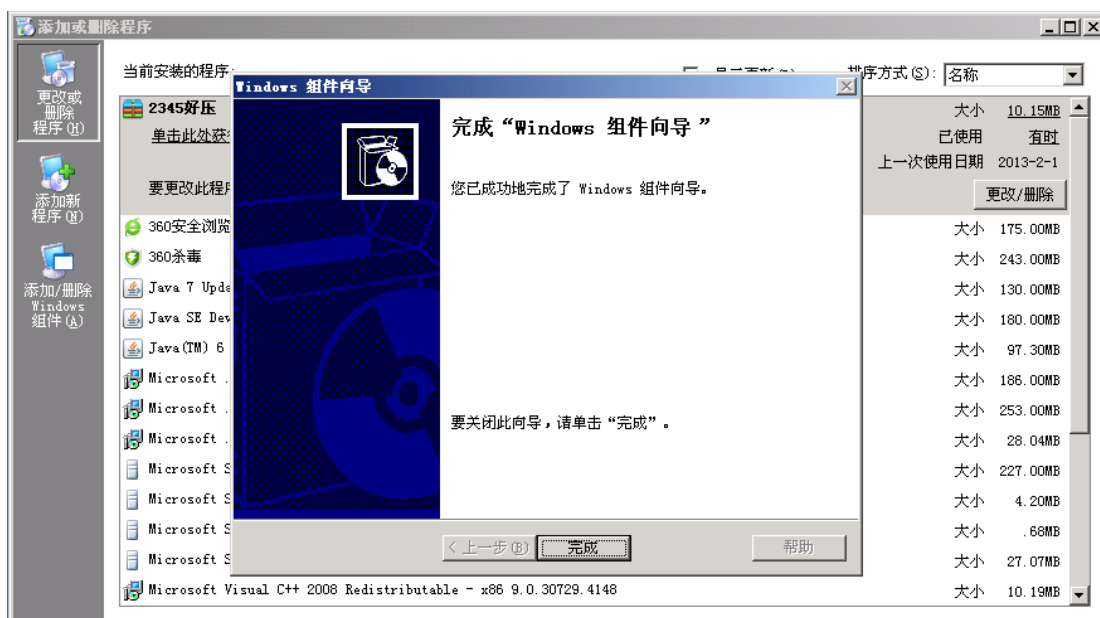 添加或删除程序
更改或
删除
程序(H)
添加新
程序(N)
添加/删除
Windows
组件(A)
当前安装的程序:
排序方式(S): 名称
Windows 组件向导
完成“Windows 组件向导 ”
您已成功地完成了 Windows 组件向导。
要关闭此向导，请单击“完成”。
< 上一步(B) 完成 帮助
2345好压 大小 10.15MB
单击此处获 已使用 有时
上一次使用日期 2013-2-1
要更改此程 更改/删除
360安全浏览 大小 175.00MB
360杀毒 大小 243.00MB
Java 7 Upda 大小 130.00MB
Java SE Dev 大小 180.00MB
Java(TM) 6 大小 97.30MB
Microsoft . 大小 186.00MB
Microsoft . 大小 253.00MB
Microsoft . 大小 28.04MB
Microsoft S 大小 227.00MB
Microsoft S 大小 4.20MB
Microsoft S 大小 .68MB
Microsoft S 大小 27.07MB
Microsoft Visual C++ 2008 Redistributable - x86 9.0.30729.4148 大小 10.19MB